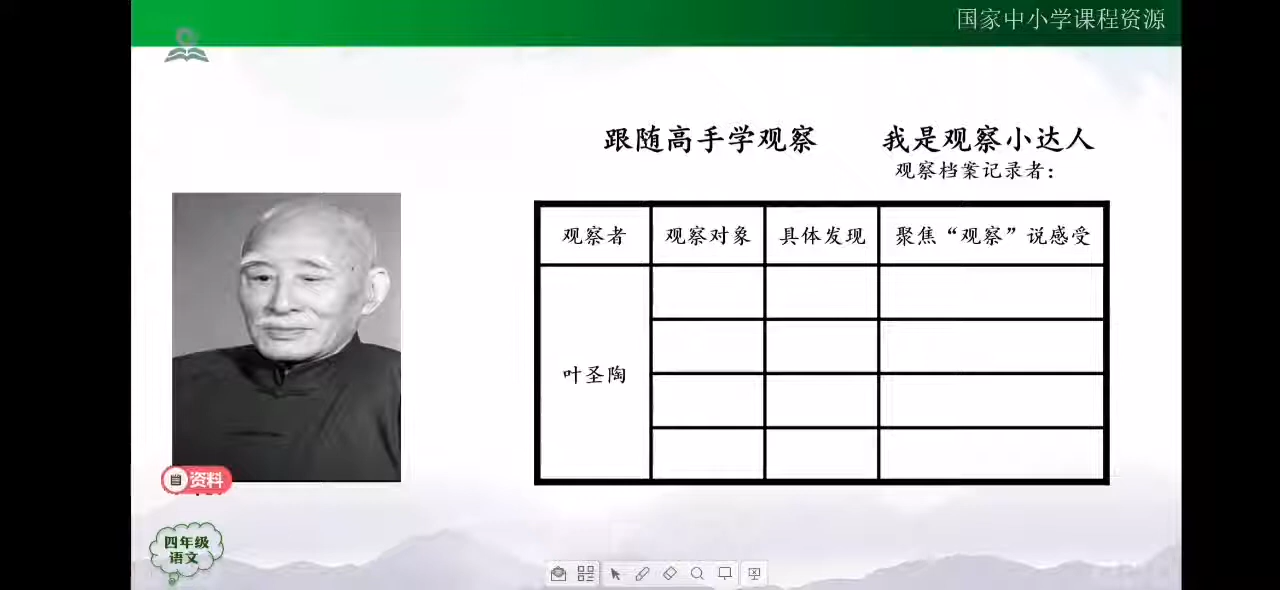 国家中小学课程资源
跟随高手学观察 我是观察小达人
观察档案记录者：
观察者 观察对象 具体发现 聚焦“观察”说感受
叶圣陶
资料
四年级
语文